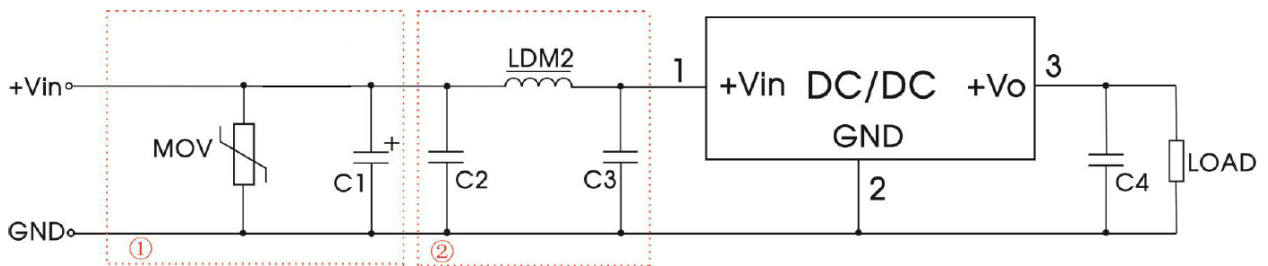 LDM2
1
3
+Vin
+Vin DC/DC +Vo
GND
MOV
+
C1
C2
C3
C4
LOAD
2
GND
①
②